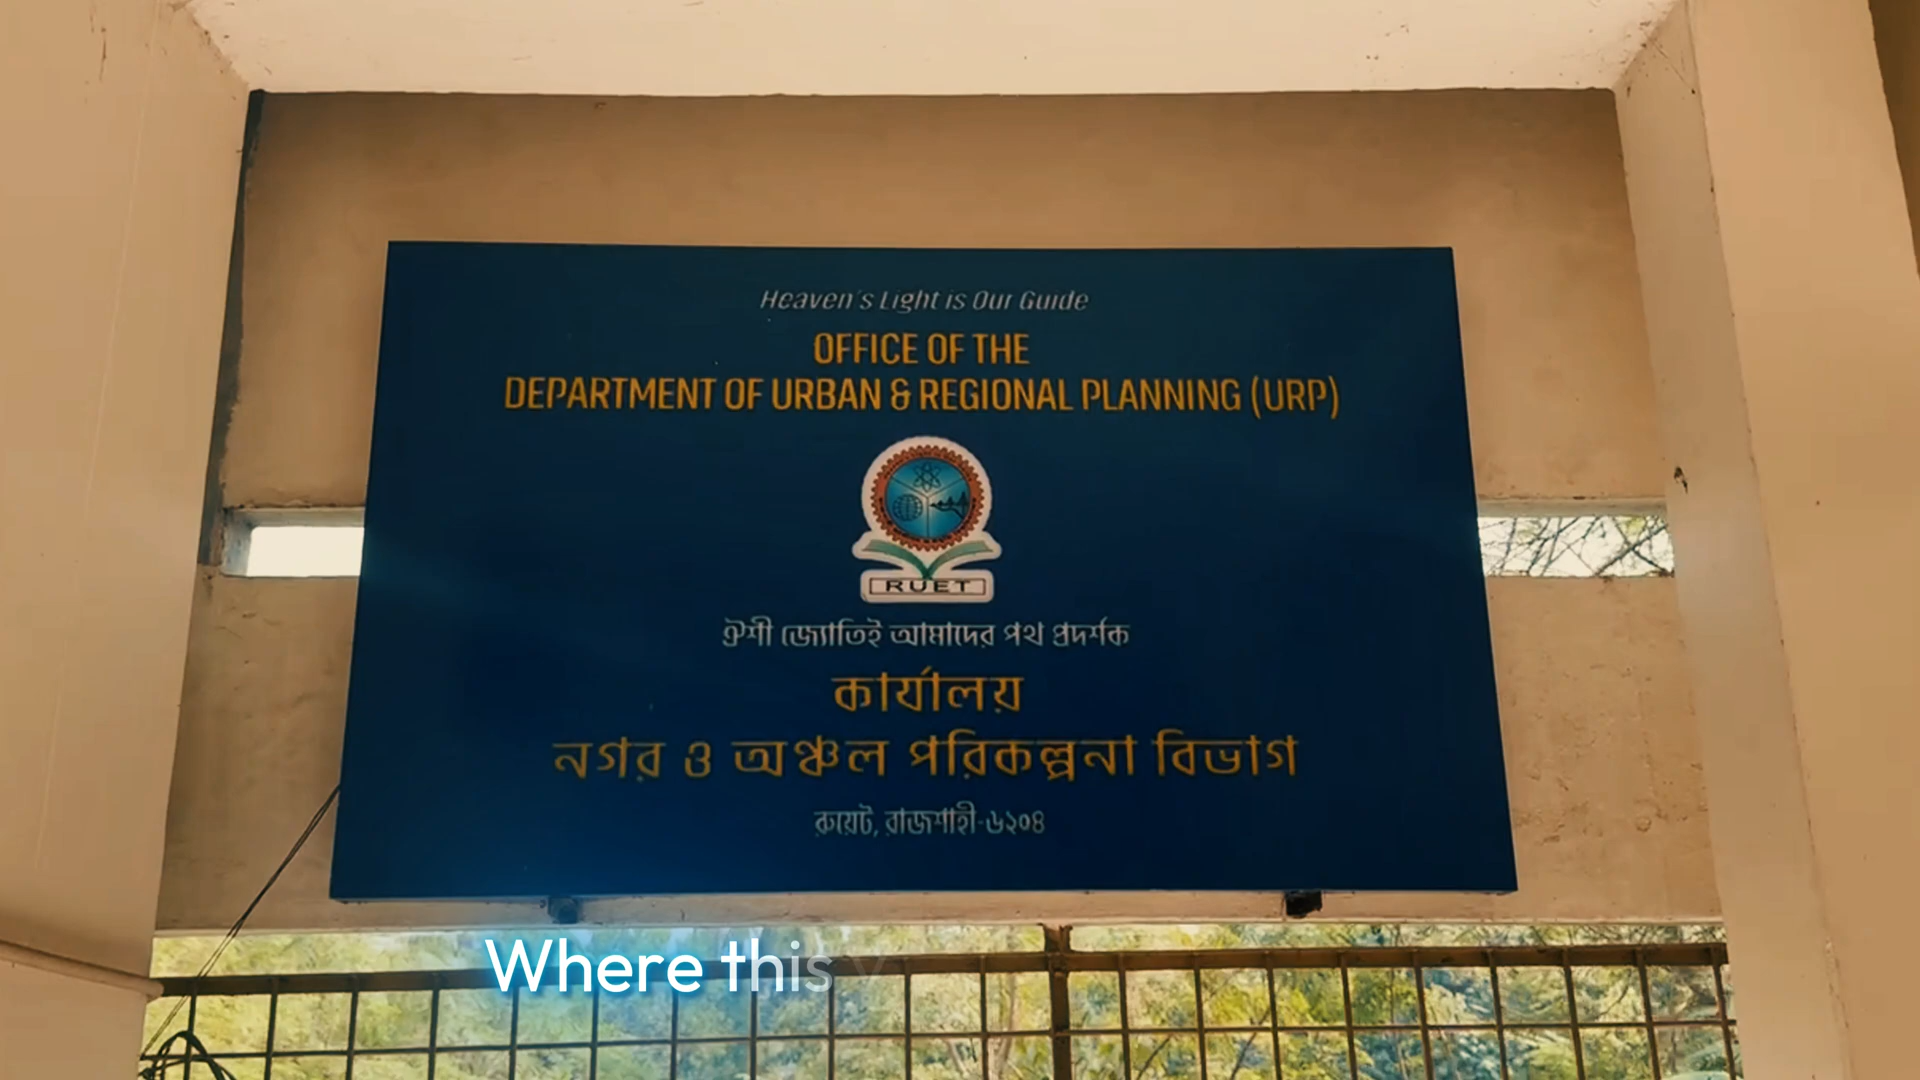 Heaven's Light is Our Guide
OFFICE OF THE
DEPARTMENT OF URBAN & REGIONAL PLANNING (URP)
RUET
ঐশী জ্যোতিই আমাদের পথ প্রদর্শক
কার্যালয়
নগর ও অঞ্চল পরিকল্পনা বিভাগ
রুয়েট, রাজশাহী-৬২০৪
Where this